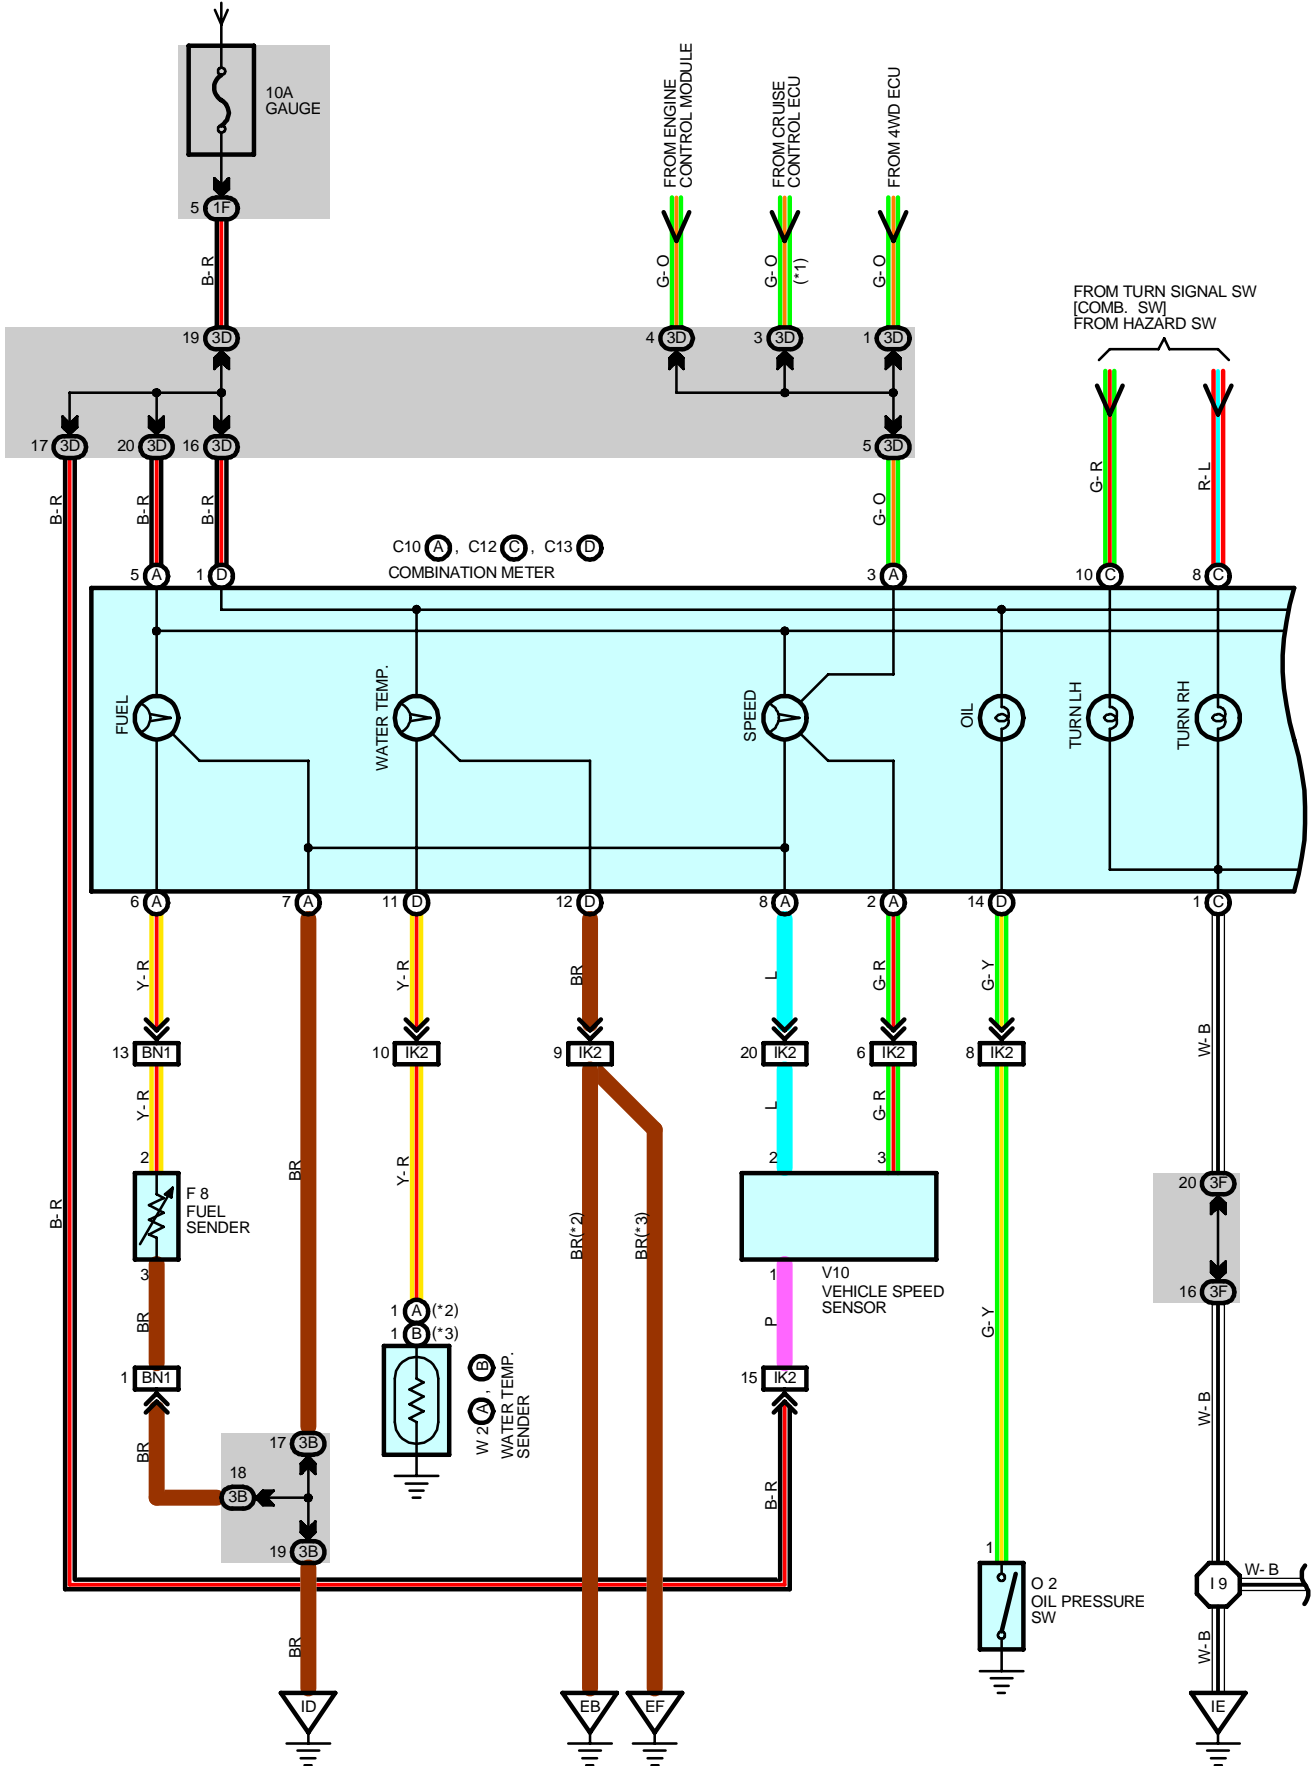 10A
GAUGE
5 1F
B-R
FROM ENGINE
CONTROL MODULE
FROM CRUISE
CONTROL ECU
FROM 4WD ECU
G-O
G-O
(*1)
G-O
FROM TURN SIGNAL SW
[COMB. SW]
FROM HAZARD SW
19 3D
4 3D
3 3D
1 3D
17 3D
20 3D
16 3D
5 3D
B-R
B-R
B-R
G-O
G-R
R-L
C10 A , C12 C , C13 D
COMBINATION METER
5 A
1 D
3 A
10 C
8 C
FUEL
WATER TEMP.
SPEED
OIL
TURN LH
TURN RH
6 A
7 A
11 D
12 D
8 A
2 A
14 D
1 C
Y-R
Y-R
BR
L
G-R
G-Y
W-B
13 BN1
10 IK2
9 IK2
20 IK2
6 IK2
8 IK2
Y-R
BR
Y-R
L
G-R
2
2
3
20 3F
B-R
F 8
FUEL
SENDER
BR(*2)
BR(*3)
3
1
V10
VEHICLE SPEED
SENSOR
16 3F
BR
1 A (*2)
1 B (*3)
P
G-Y
1 BN1
W 2 A , B
WATER TEMP.
SENDER
15 IK2
W-B
BR
17 3B
18
3B
19 3B
B-R
1
O 2
OIL PRESSURE
SW
I 9
W-B
BR
W-B
ID
EB
EF
IE